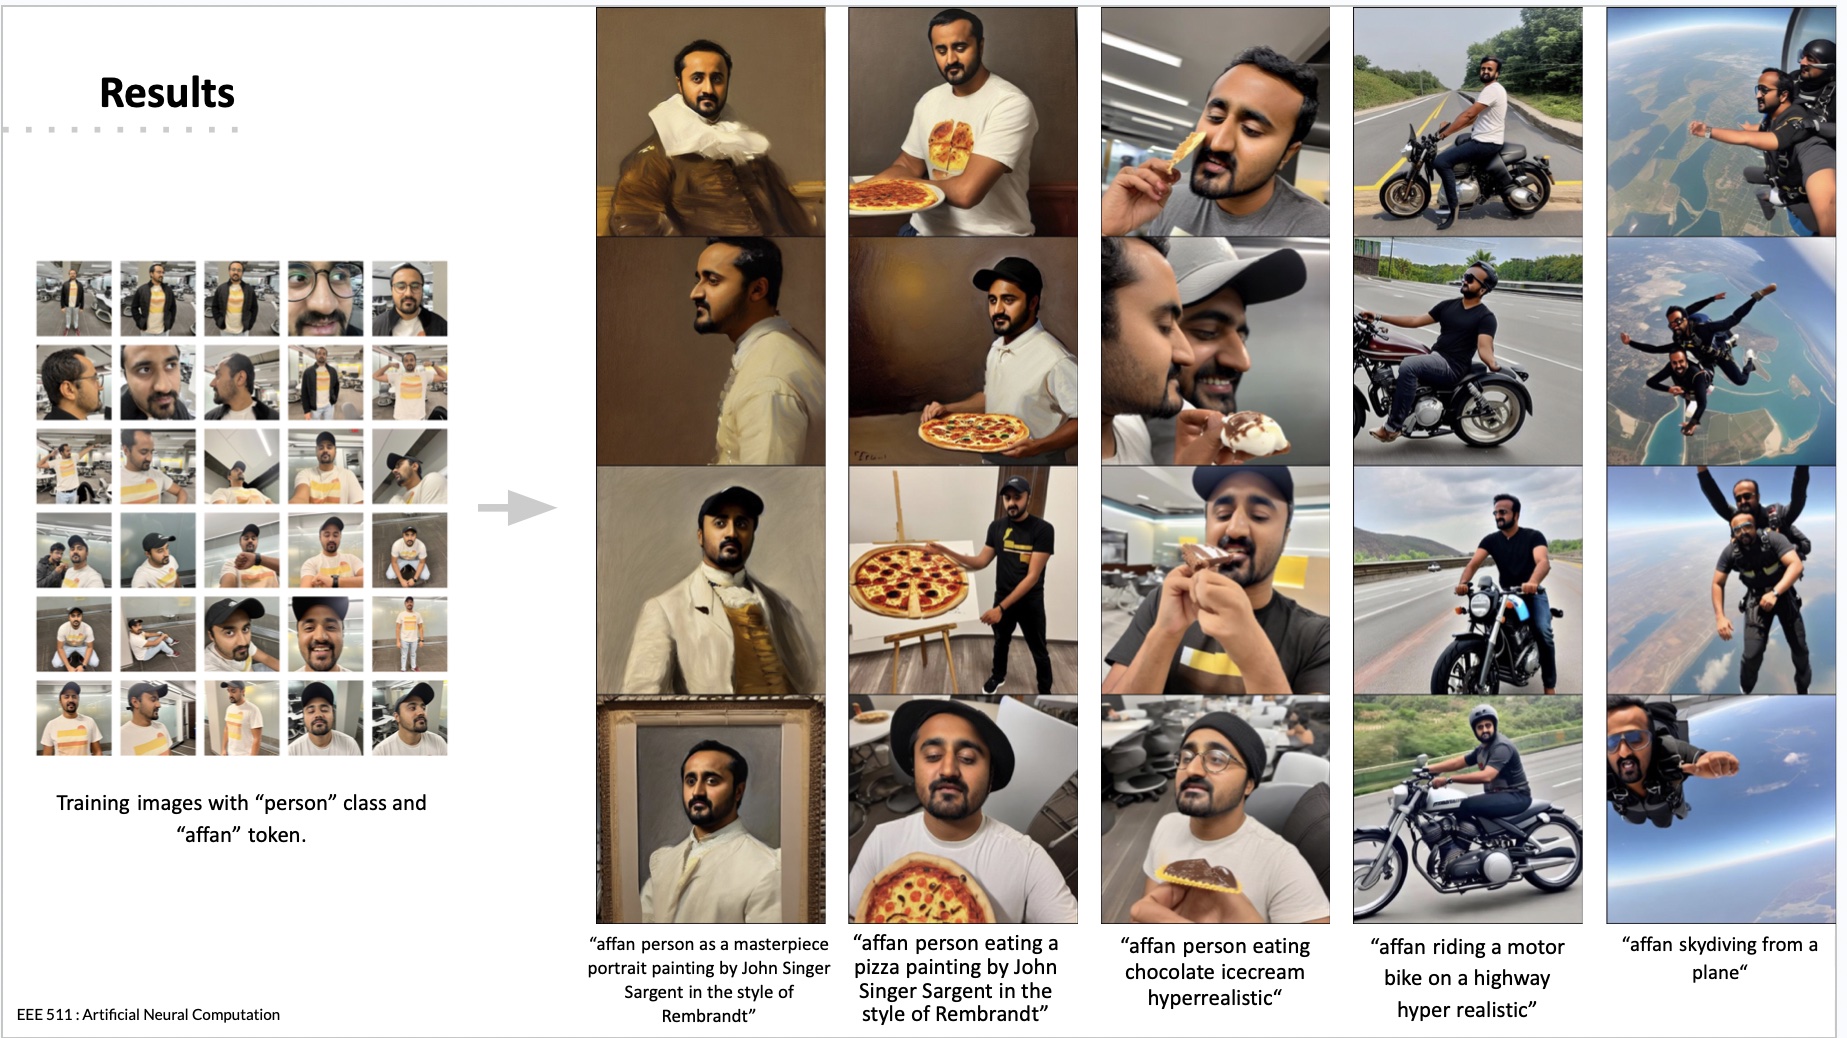 Results
Training images with “person” class and
“affan” token.
“affan person as a masterpiece
portrait painting by John Singer
Sargent in the style of
Rembrandt”
“affan person eating a
pizza painting by John
Singer Sargent in the
style of Rembrandt”
“affan person eating
chocolate icecream
hyperrealistic“
“affan riding a motor
bike on a highway
hyper realistic”
“affan skydiving from a
plane“
EEE 511 : Artificial Neural Computation